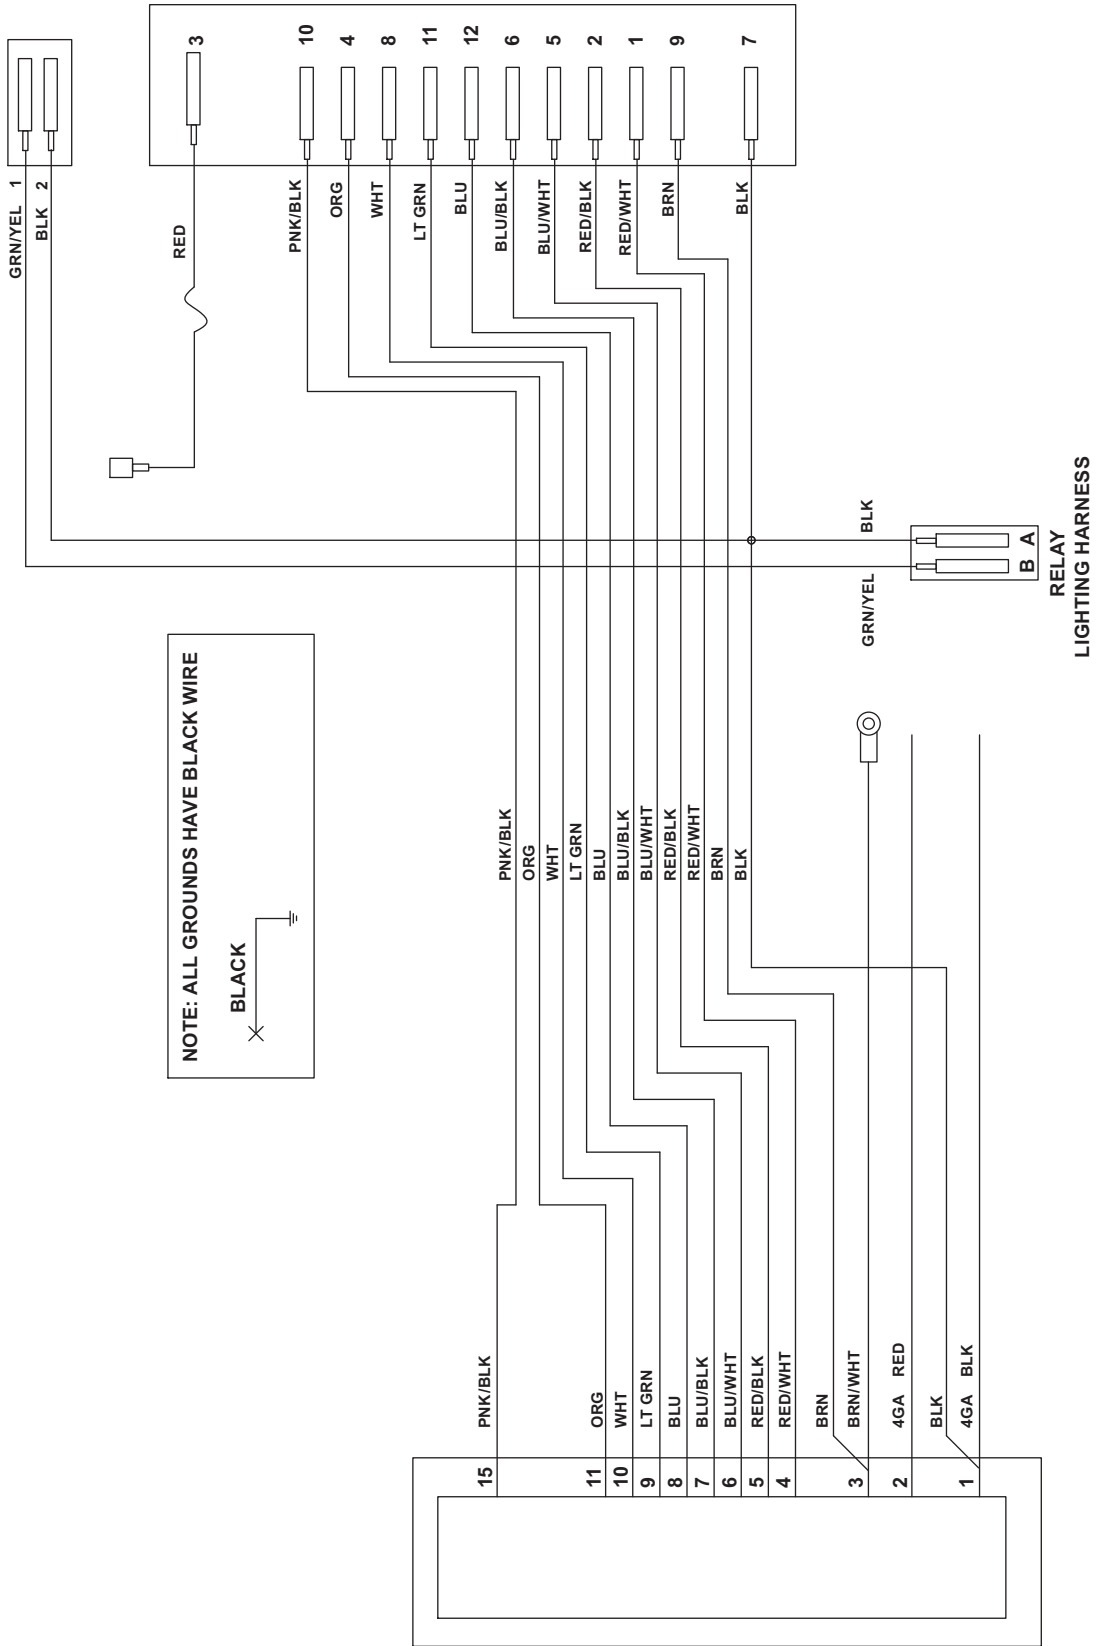 GRN/YEL 1
BLK 2
RED
3
10
4
8
11
12
6
5
2
1
9
7
PNK/BLK
ORG
WHT
LT GRN
BLU
BLU/BLK
BLU/WHT
RED/BLK
RED/WHT
BRN
BLK
NOTE: ALL GROUNDS HAVE BLACK WIRE
BLACK
BLK
GRN/YEL
A
B
RELAY
LIGHTING HARNESS
PNK/BLK
ORG
WHT
LT GRN
BLU
BLU/BLK
BLU/WHT
RED/BLK
RED/WHT
BRN
BLK
PNK/BLK
ORG
WHT
LT GRN
BLU
BLU/BLK
BLU/WHT
RED/BLK
RED/WHT
BRN
BRN/WHT
4GA RED
BLK
4GA BLK
15
11
10
9
8
7
6
5
4
3
2
1